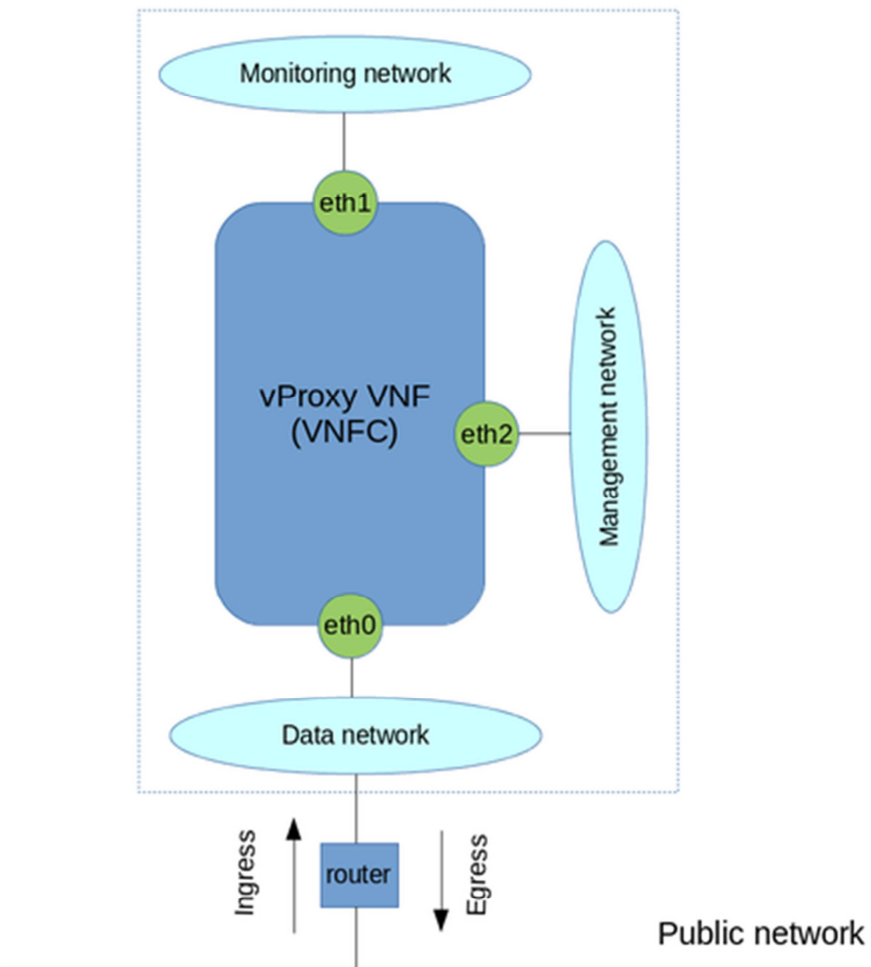 Monitoring network
eth1
vProxy VNF
(VNFC)
eth2
Management network
eth0
Data network
Ingress
router
Egress
Public network